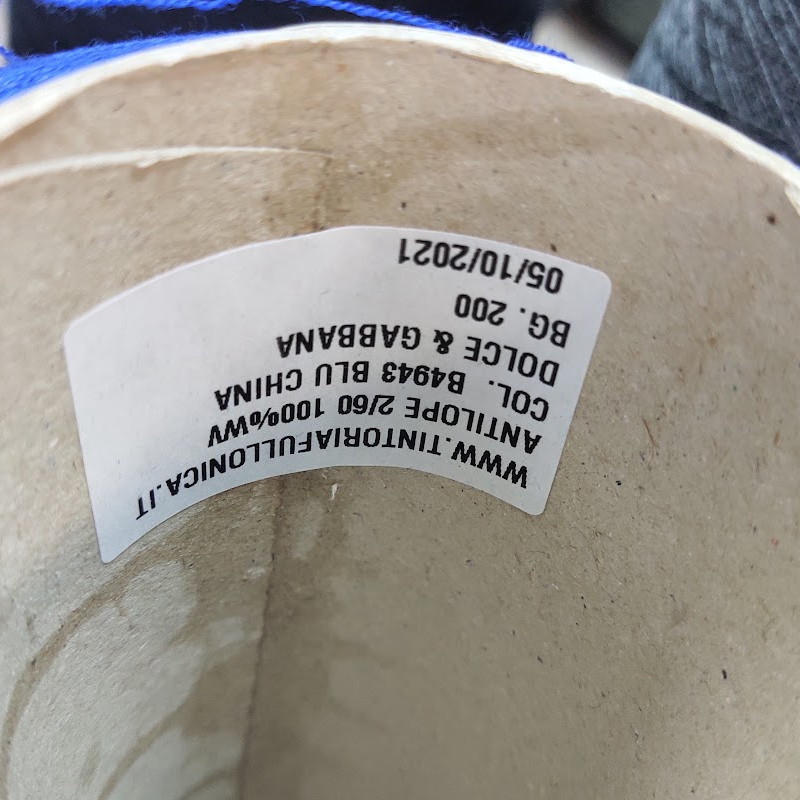 WWW.TINTORIAFULLONICA.IT
ANTILOPE 2/60 100%WV
COL. B4943 BLU CHINA
DOLCE & GABBANA
BG. 200
05/10/2021